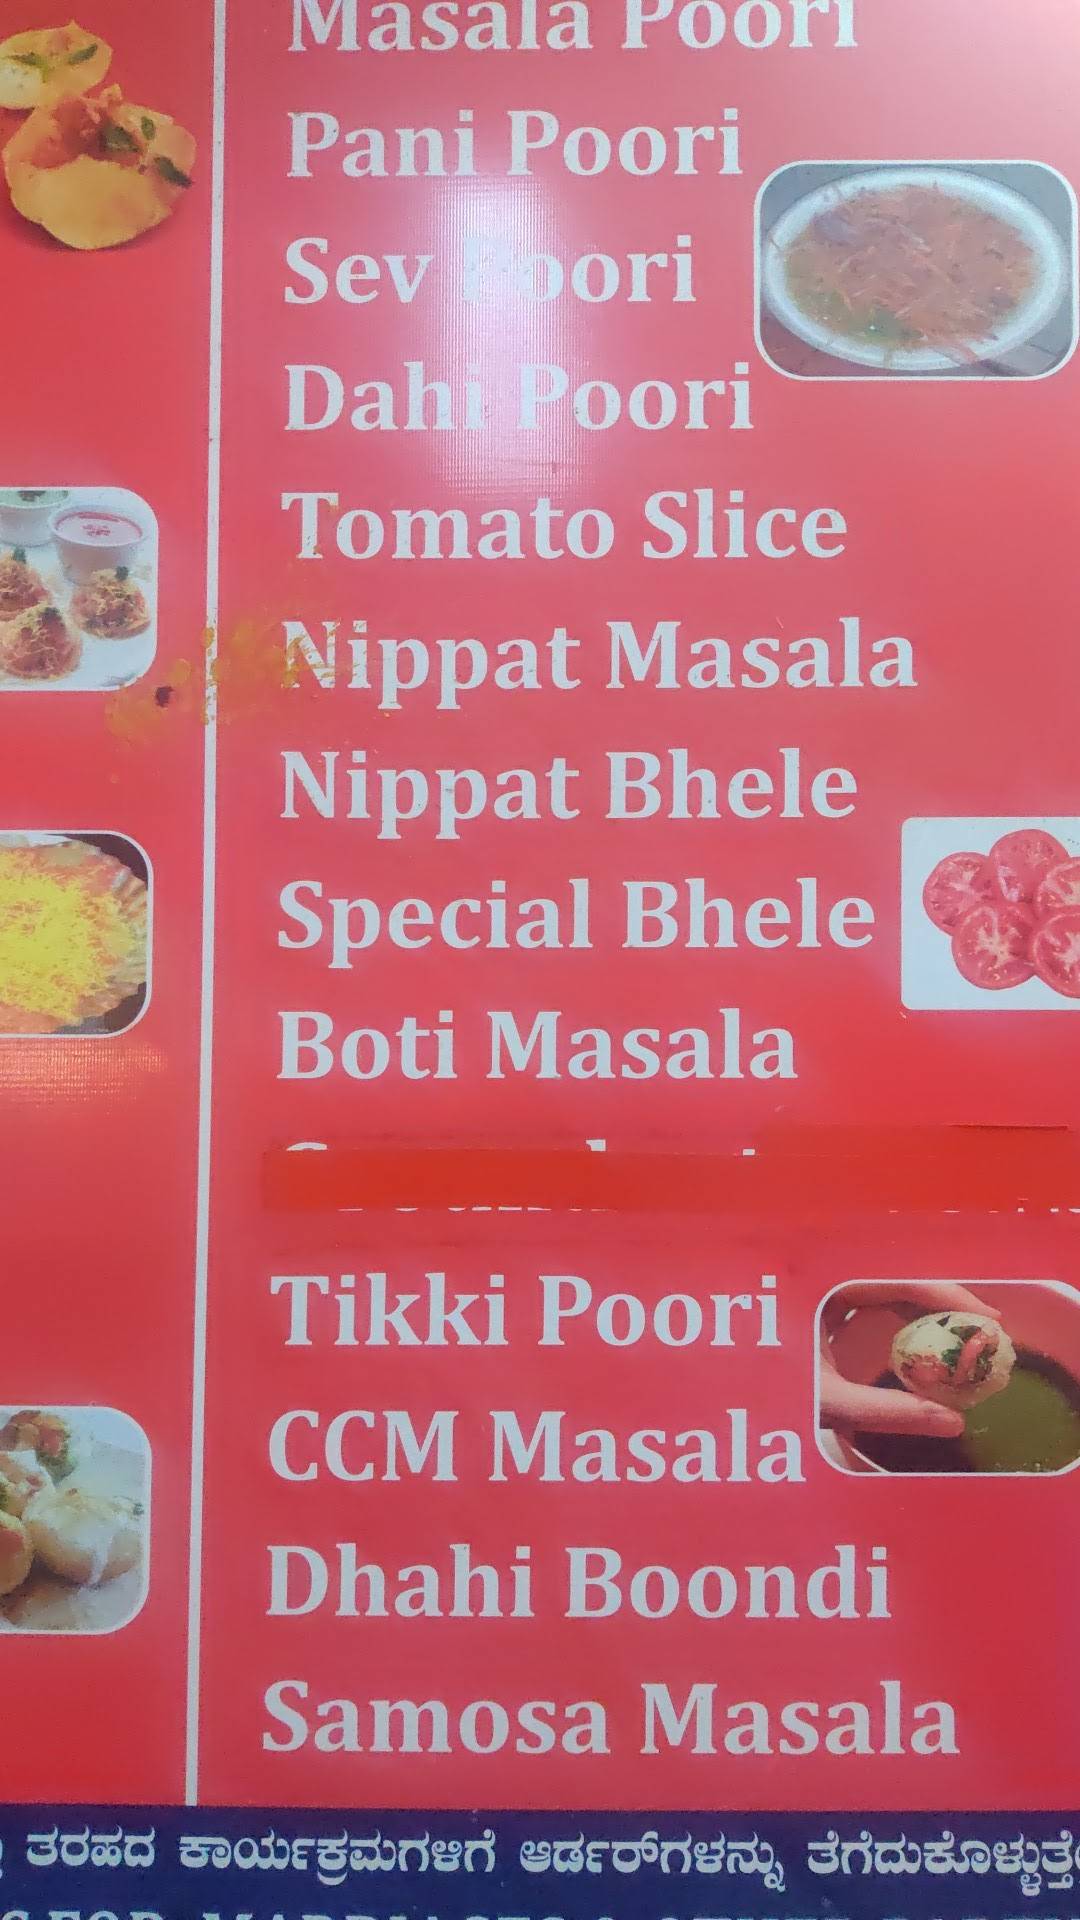 Masala Poori
Pani Poori
Sev Poori
Dahi Poori
Tomato Slice
Nippat Masala
Nippat Bhele
Special Bhele
Boti Masala
Tikki Poori
CCM Masala
Dhahi Boondi
Samosa Masala
ತರಹದ ಕಾರ್ಯಕ್ರಮಗಳಿಗೆ ಆರ್ಡರ್‌ಗಳನ್ನು